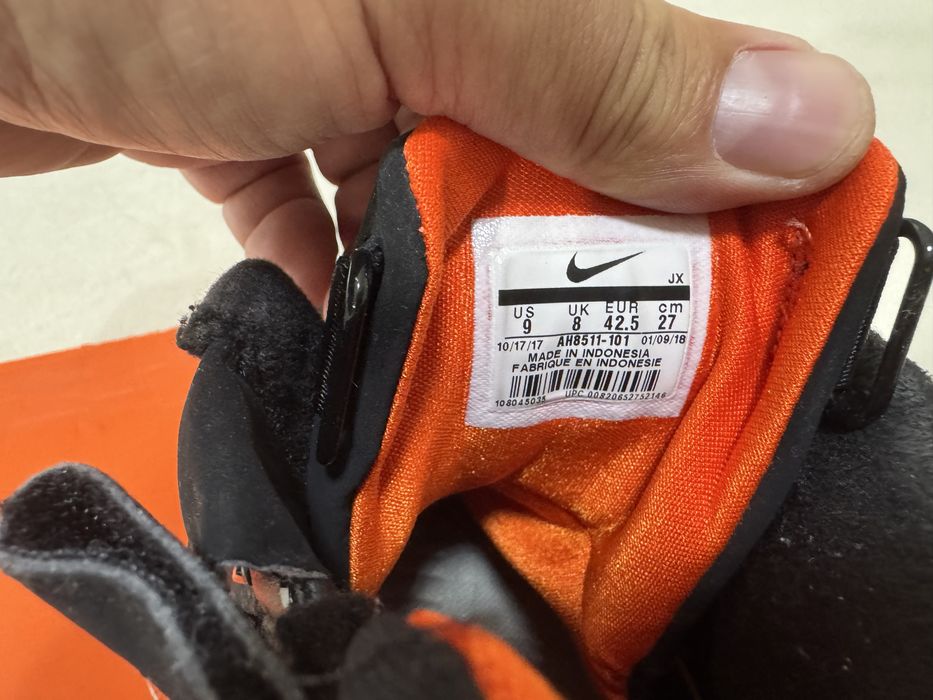 JX
US UK EUR cm
9 8 42.5 27
10/17/17 AH8511-101 01/09/18
MADE IN INDONESIA
FABRIQUE EN INDONESIE
108045035 UPC 00820652752146